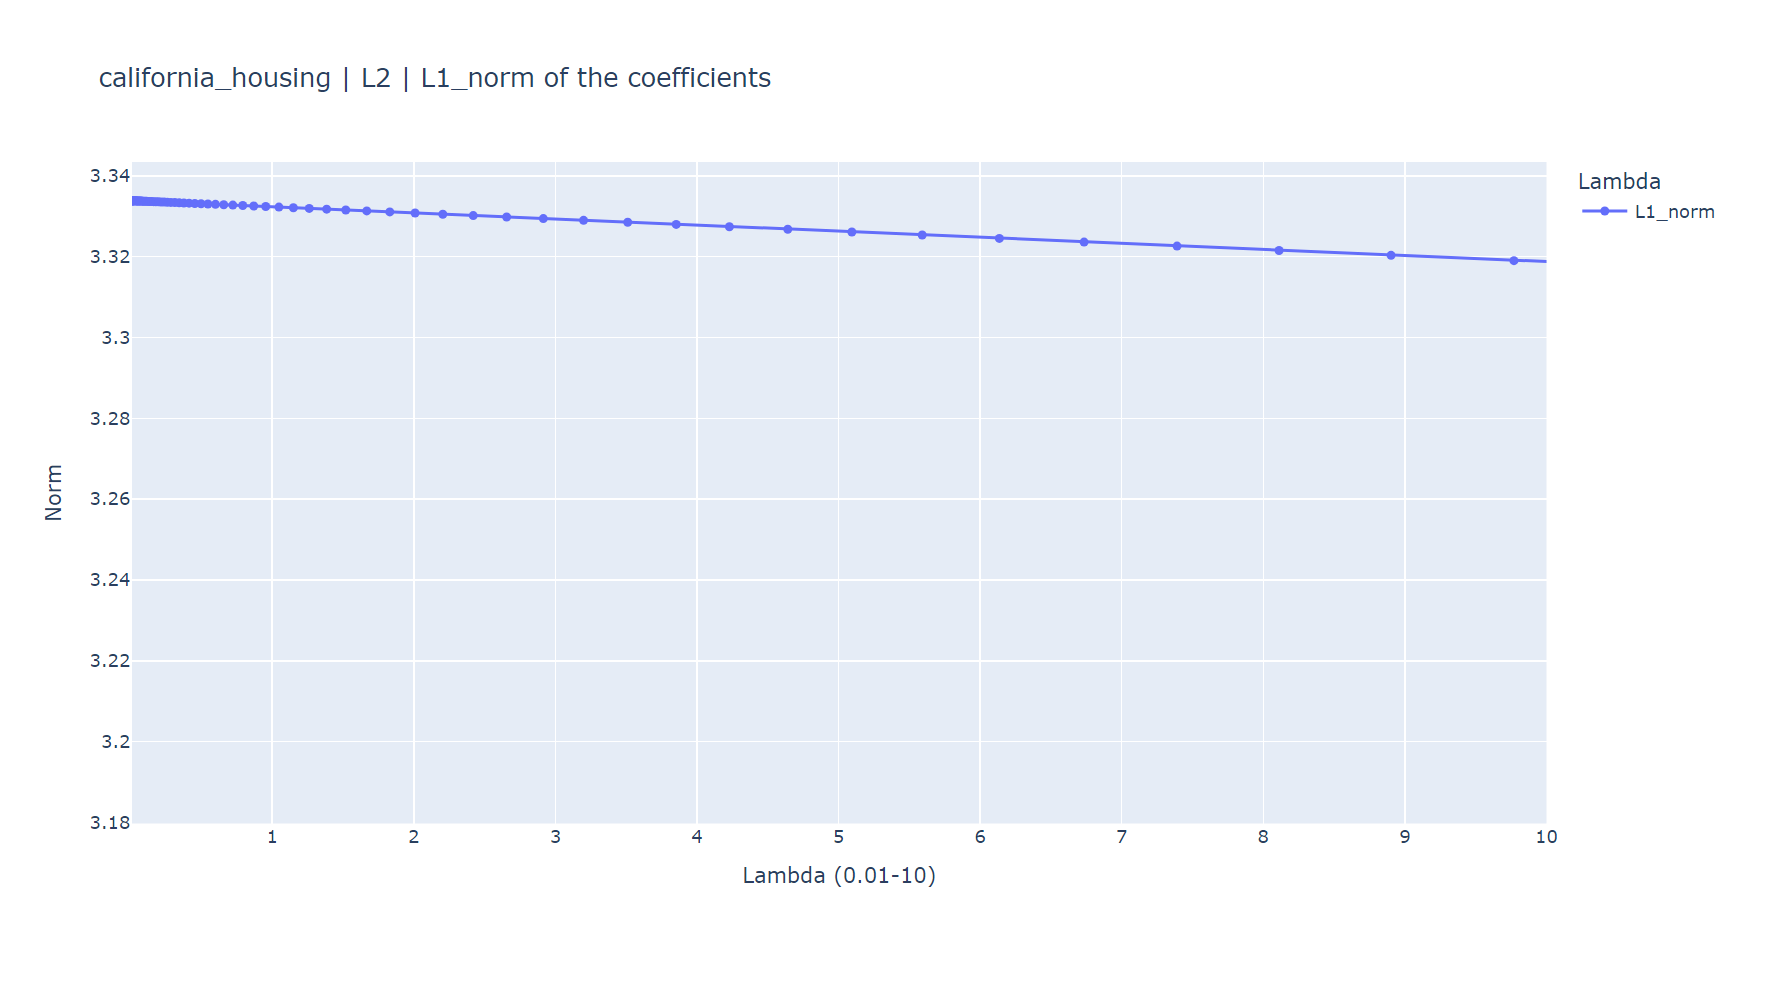 california_housing | L2 | L1_norm of the coefficients
Lambda
L1_norm
3.34
3.32
3.3
3.28
3.26
3.24
3.22
3.2
3.18
Norm
1 2 3 4 5 6 7 8 9 10
Lambda (0.01-10)